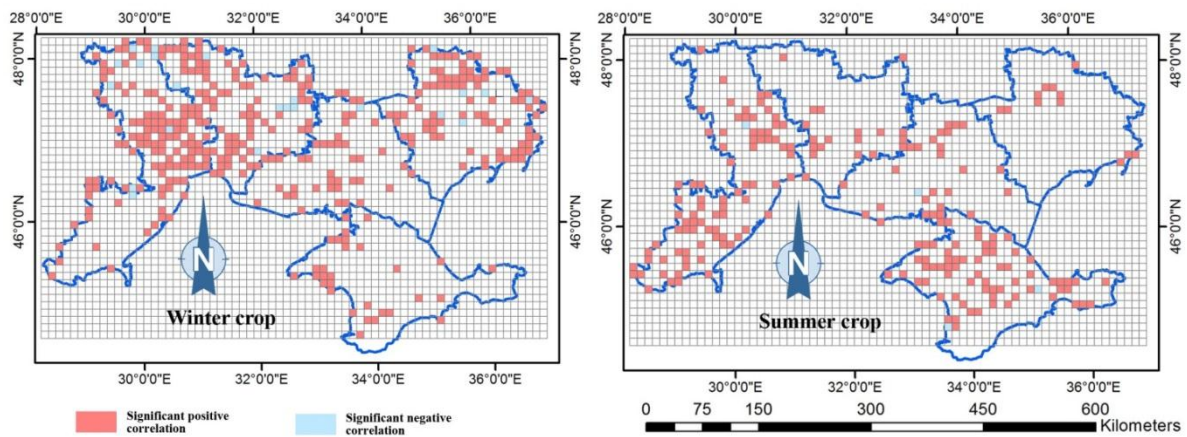 28°0'0"E 30°0'0"E 32°0'0"E 34°0'0"E 36°0'0"E
48°0'0"N
48°0'0"N
46°0'0"N
46°0'0"N
N
Winter crop
28°0'0"E 30°0'0"E 32°0'0"E 34°0'0"E 36°0'0"E
28°0'0"E 30°0'0"E 32°0'0"E 34°0'0"E 36°0'0"E
48°0'0"N
48°0'0"N
46°0'0"N
46°0'0"N
N
Summer crop
30°0'0"E 32°0'0"E 34°0'0"E 36°0'0"E
Significant positive
correlation
Significant negative
correlation
0 75 150 300 450 600
Kilometers